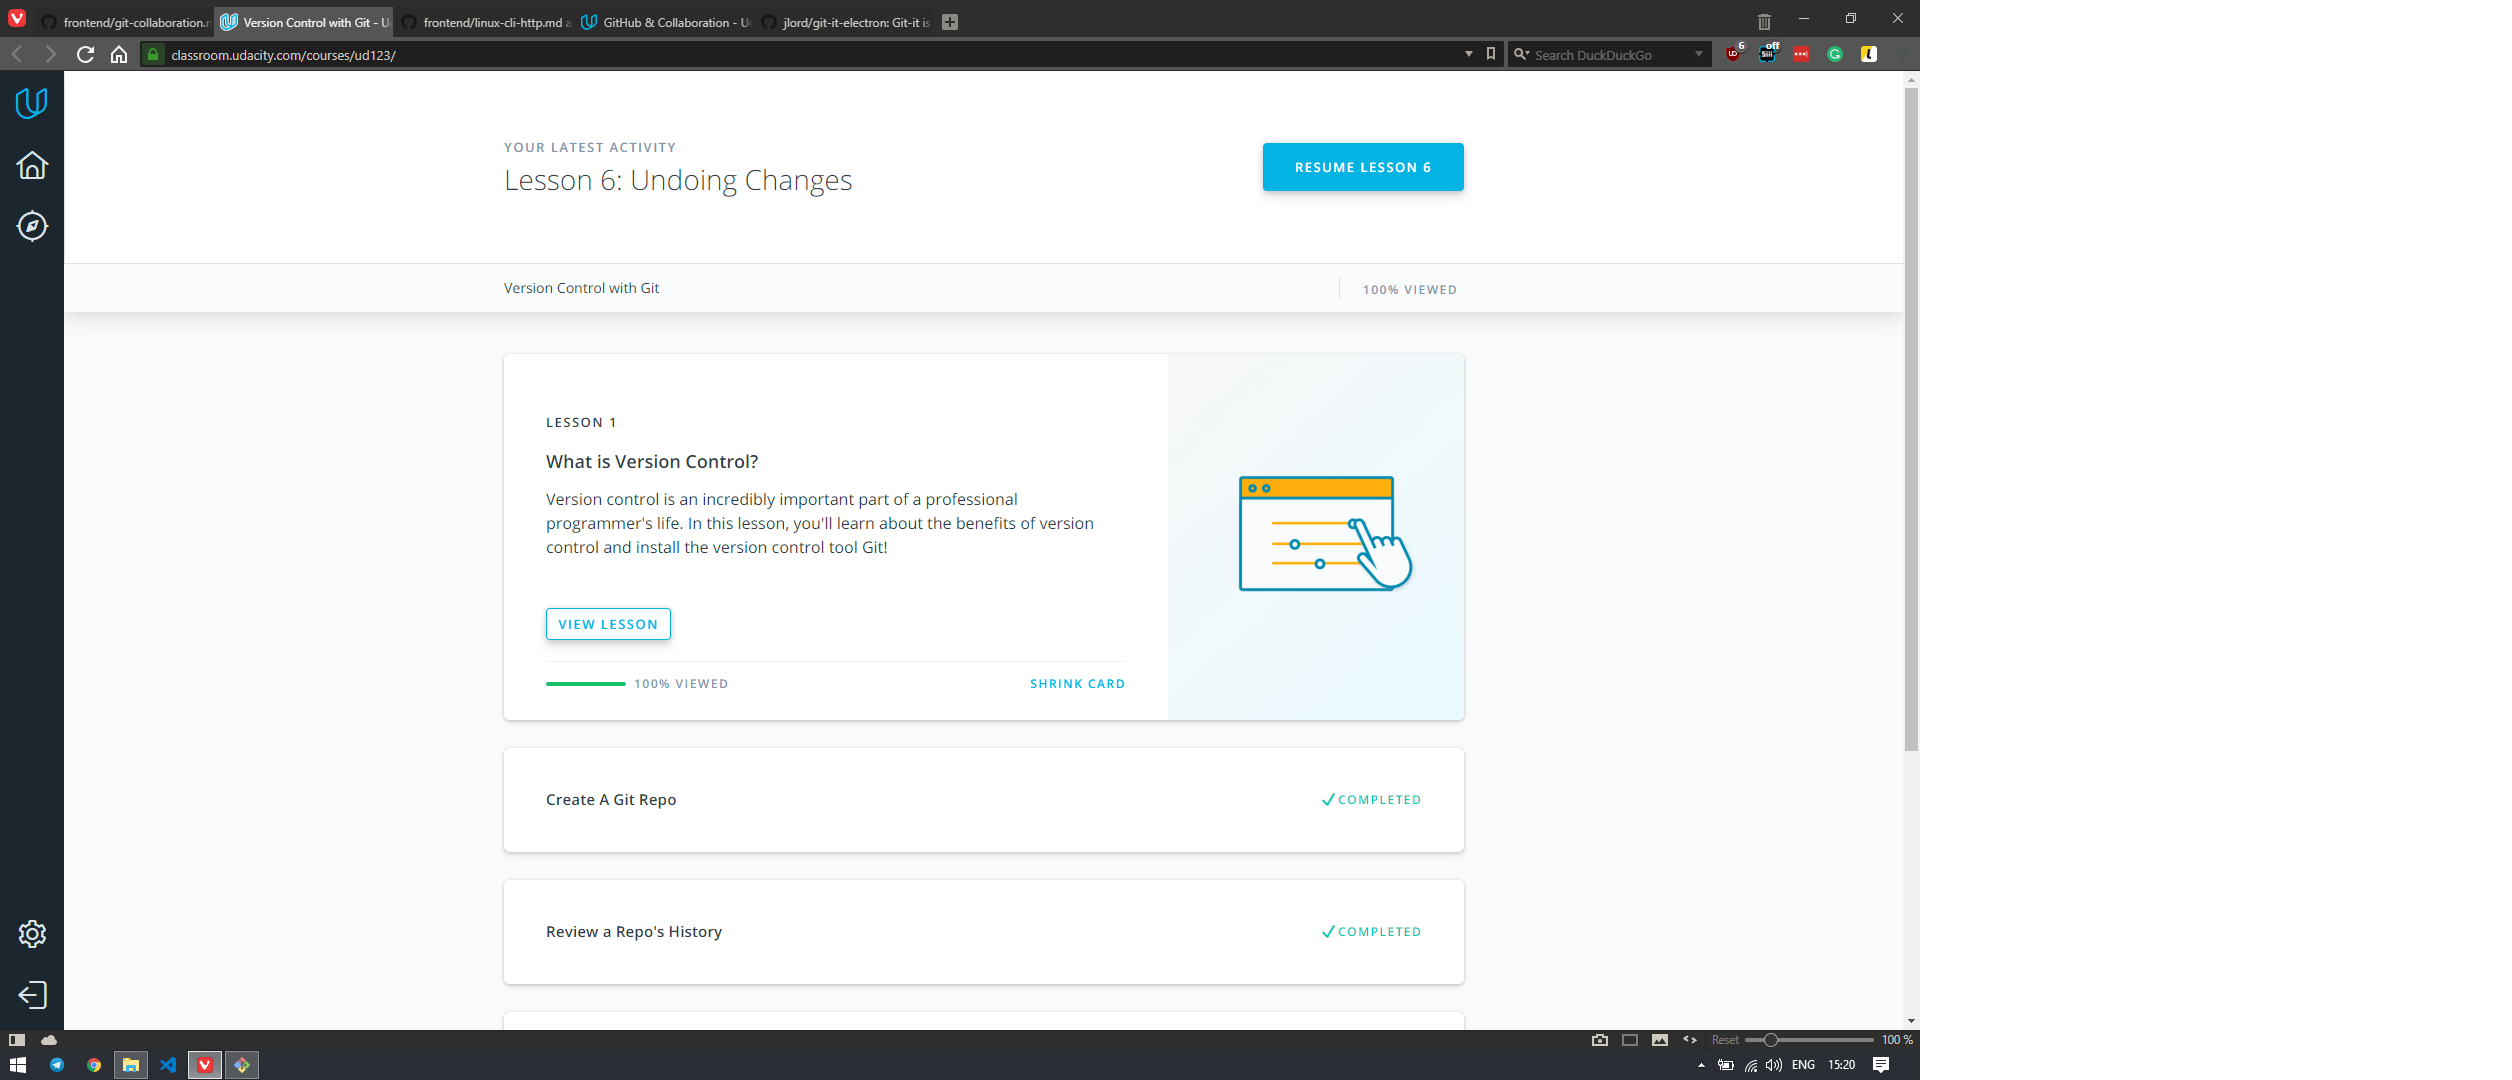 frontend/git-collaboration.
Version Control with Git - U
frontend/linux-cli-http.md a
GitHub & Collaboration - U
jlord/git-it-electron: Git-it is
classroom.udacity.com/courses/ud123/
Search DuckDuckGo
6
off
YOUR LATEST ACTIVITY
Lesson 6: Undoing Changes
RESUME LESSON 6
Version Control with Git
100% VIEWED
LESSON 1
What is Version Control?
Version control is an incredibly important part of a professional
programmer's life. In this lesson, you'll learn about the benefits of version
control and install the version control tool Git!
VIEW LESSON
100% VIEWED
SHRINK CARD
Create A Git Repo
COMPLETED
Review a Repo's History
COMPLETED
Reset
100 %
ENG
15:20